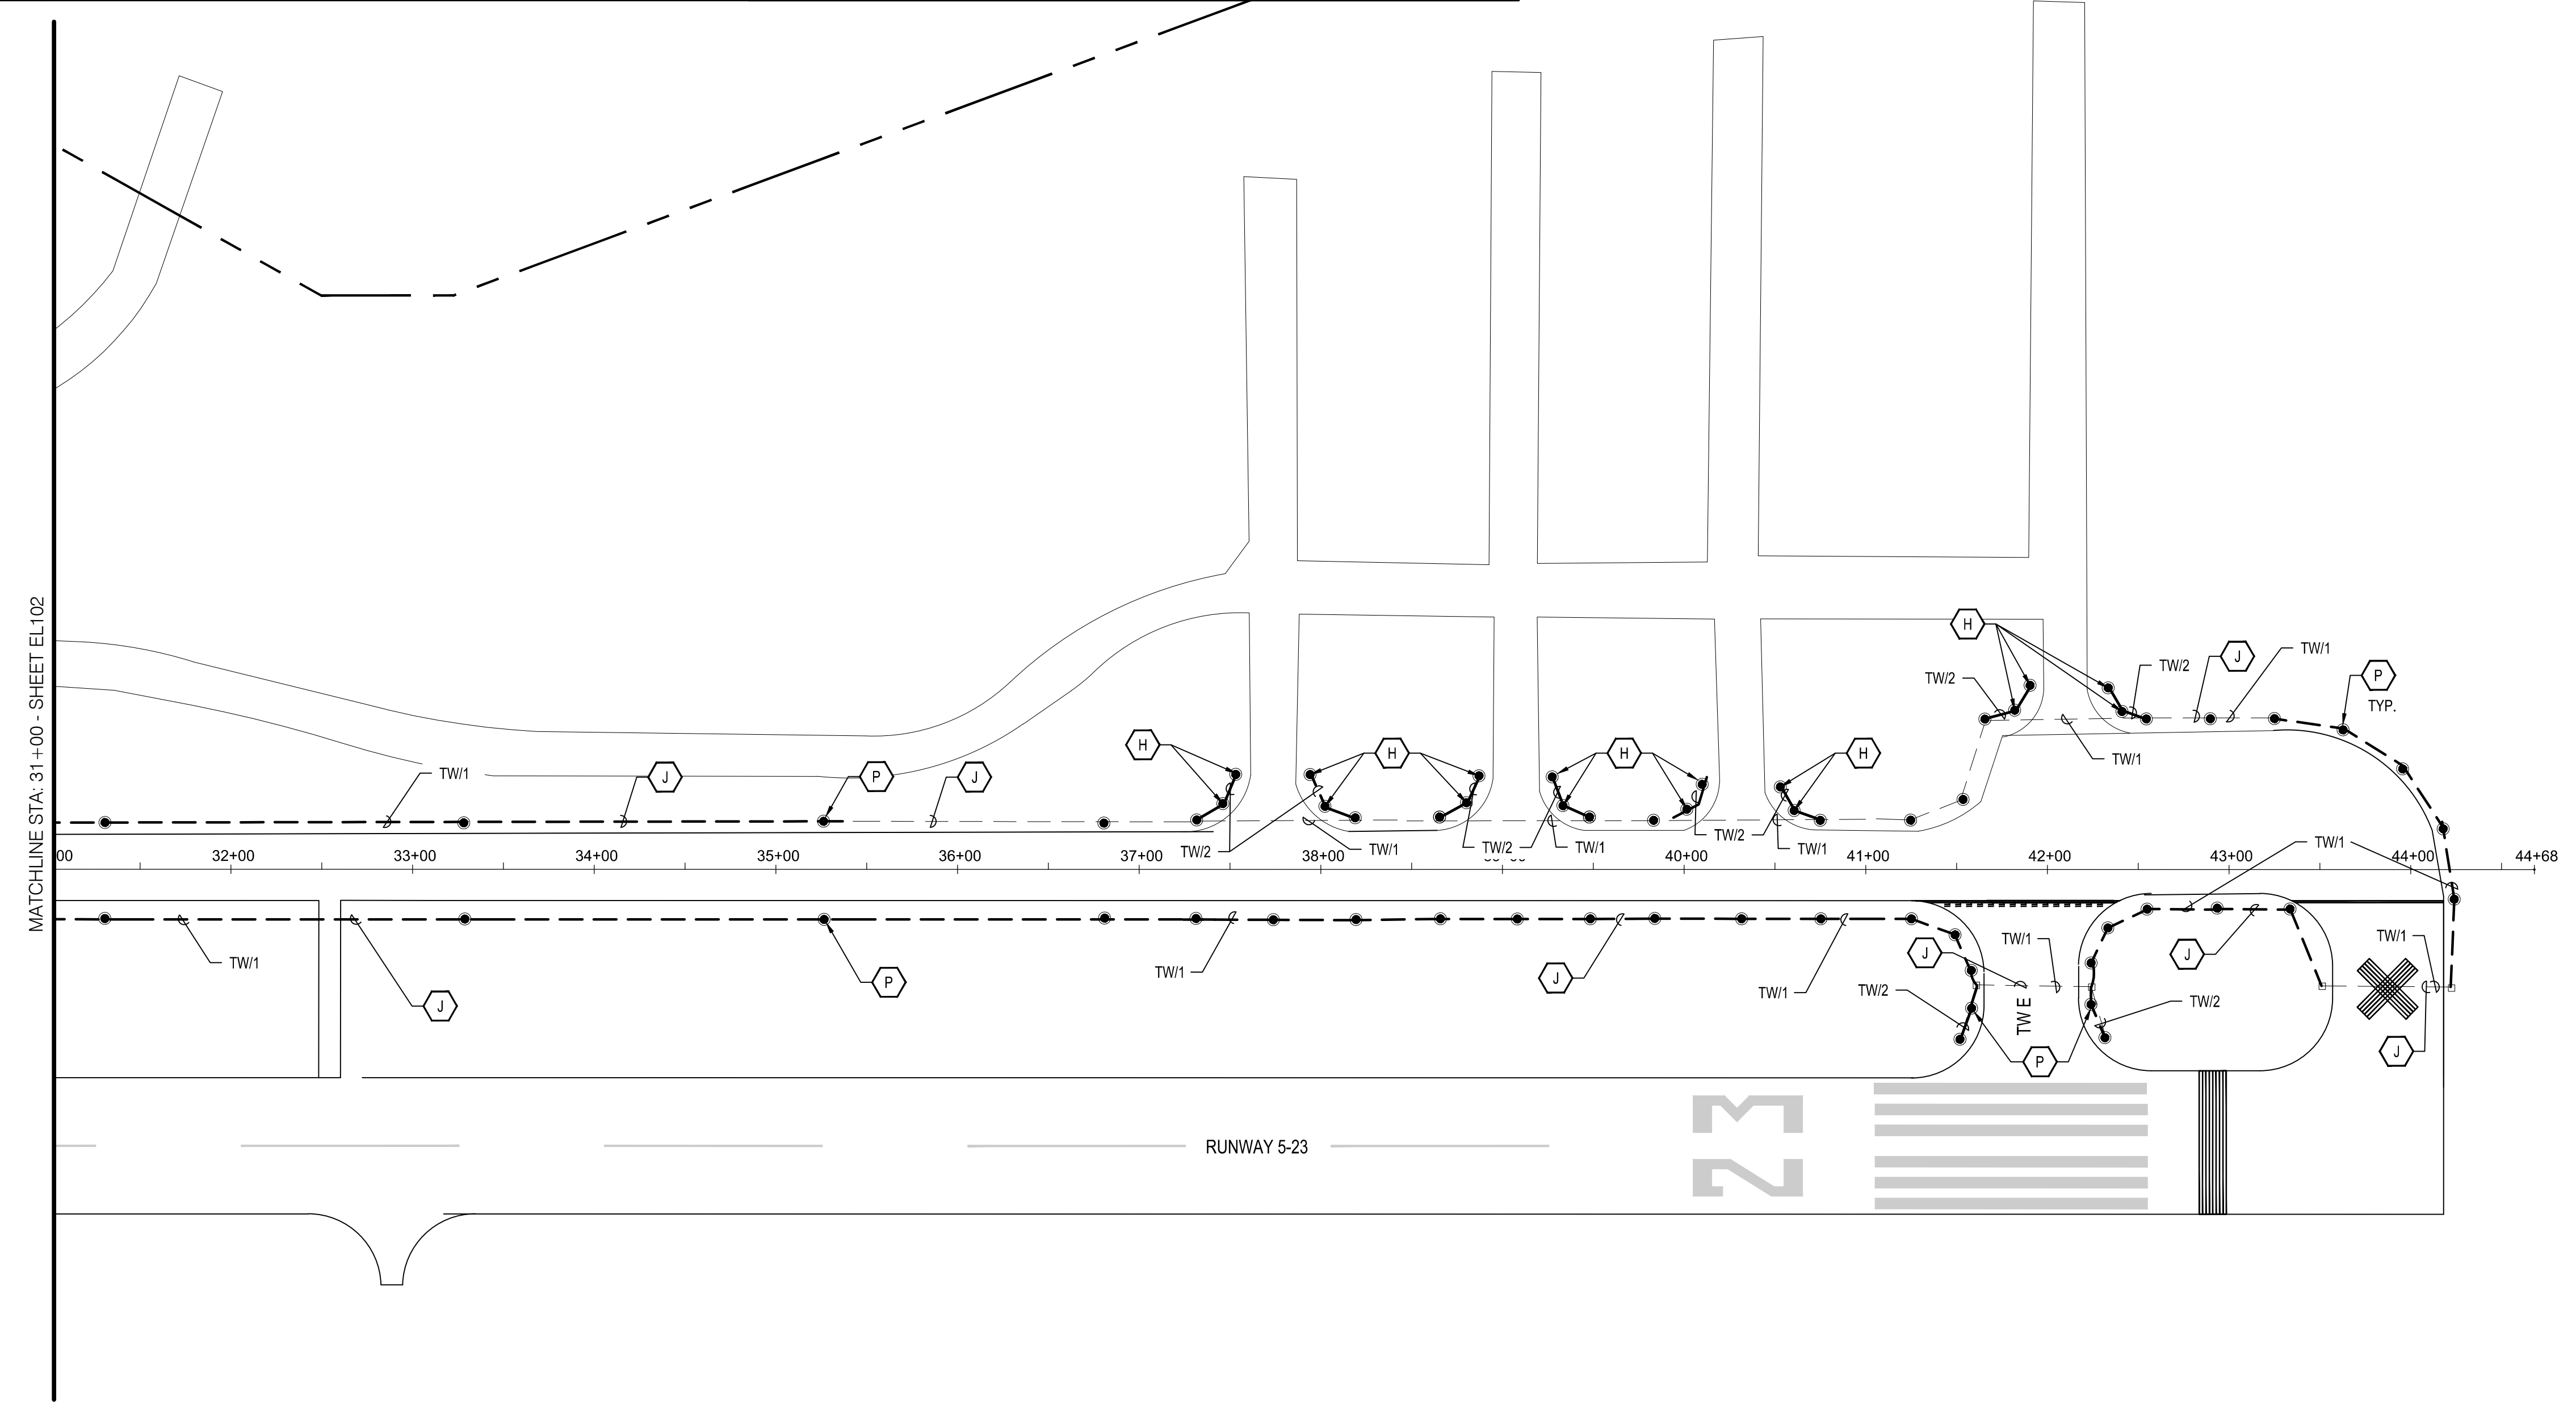 MATCHLINE STA: 31+00 - SHEET EL102
H
TW/2
TW/2
J
TW/1
P
TYP.
TW/1
TW/1
J
P
J
H
H
H
H
TW/2
TW/1
TW/2
TW/1
TW/2
TW/1
TW/1
00
32+00
33+00
34+00
35+00
36+00
37+00
38+00
40+00
41+00
42+00
43+00
44+00
44+68
TW/1
J
P
TW/1
J
TW/1
TW/2
J
TW/1
TW E
P
TW/2
J
TW/1
J
RUNWAY 5-23
23